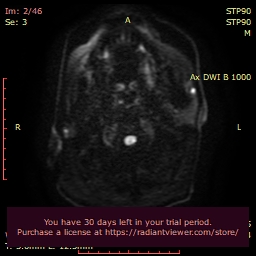 Im: 2/46
Se: 3
STP90
STP90
M
A
Ax DWI B 1000
R
L
You have 30 days left in your trial period.
Purchase a license at https://radiantviewer.com/store/